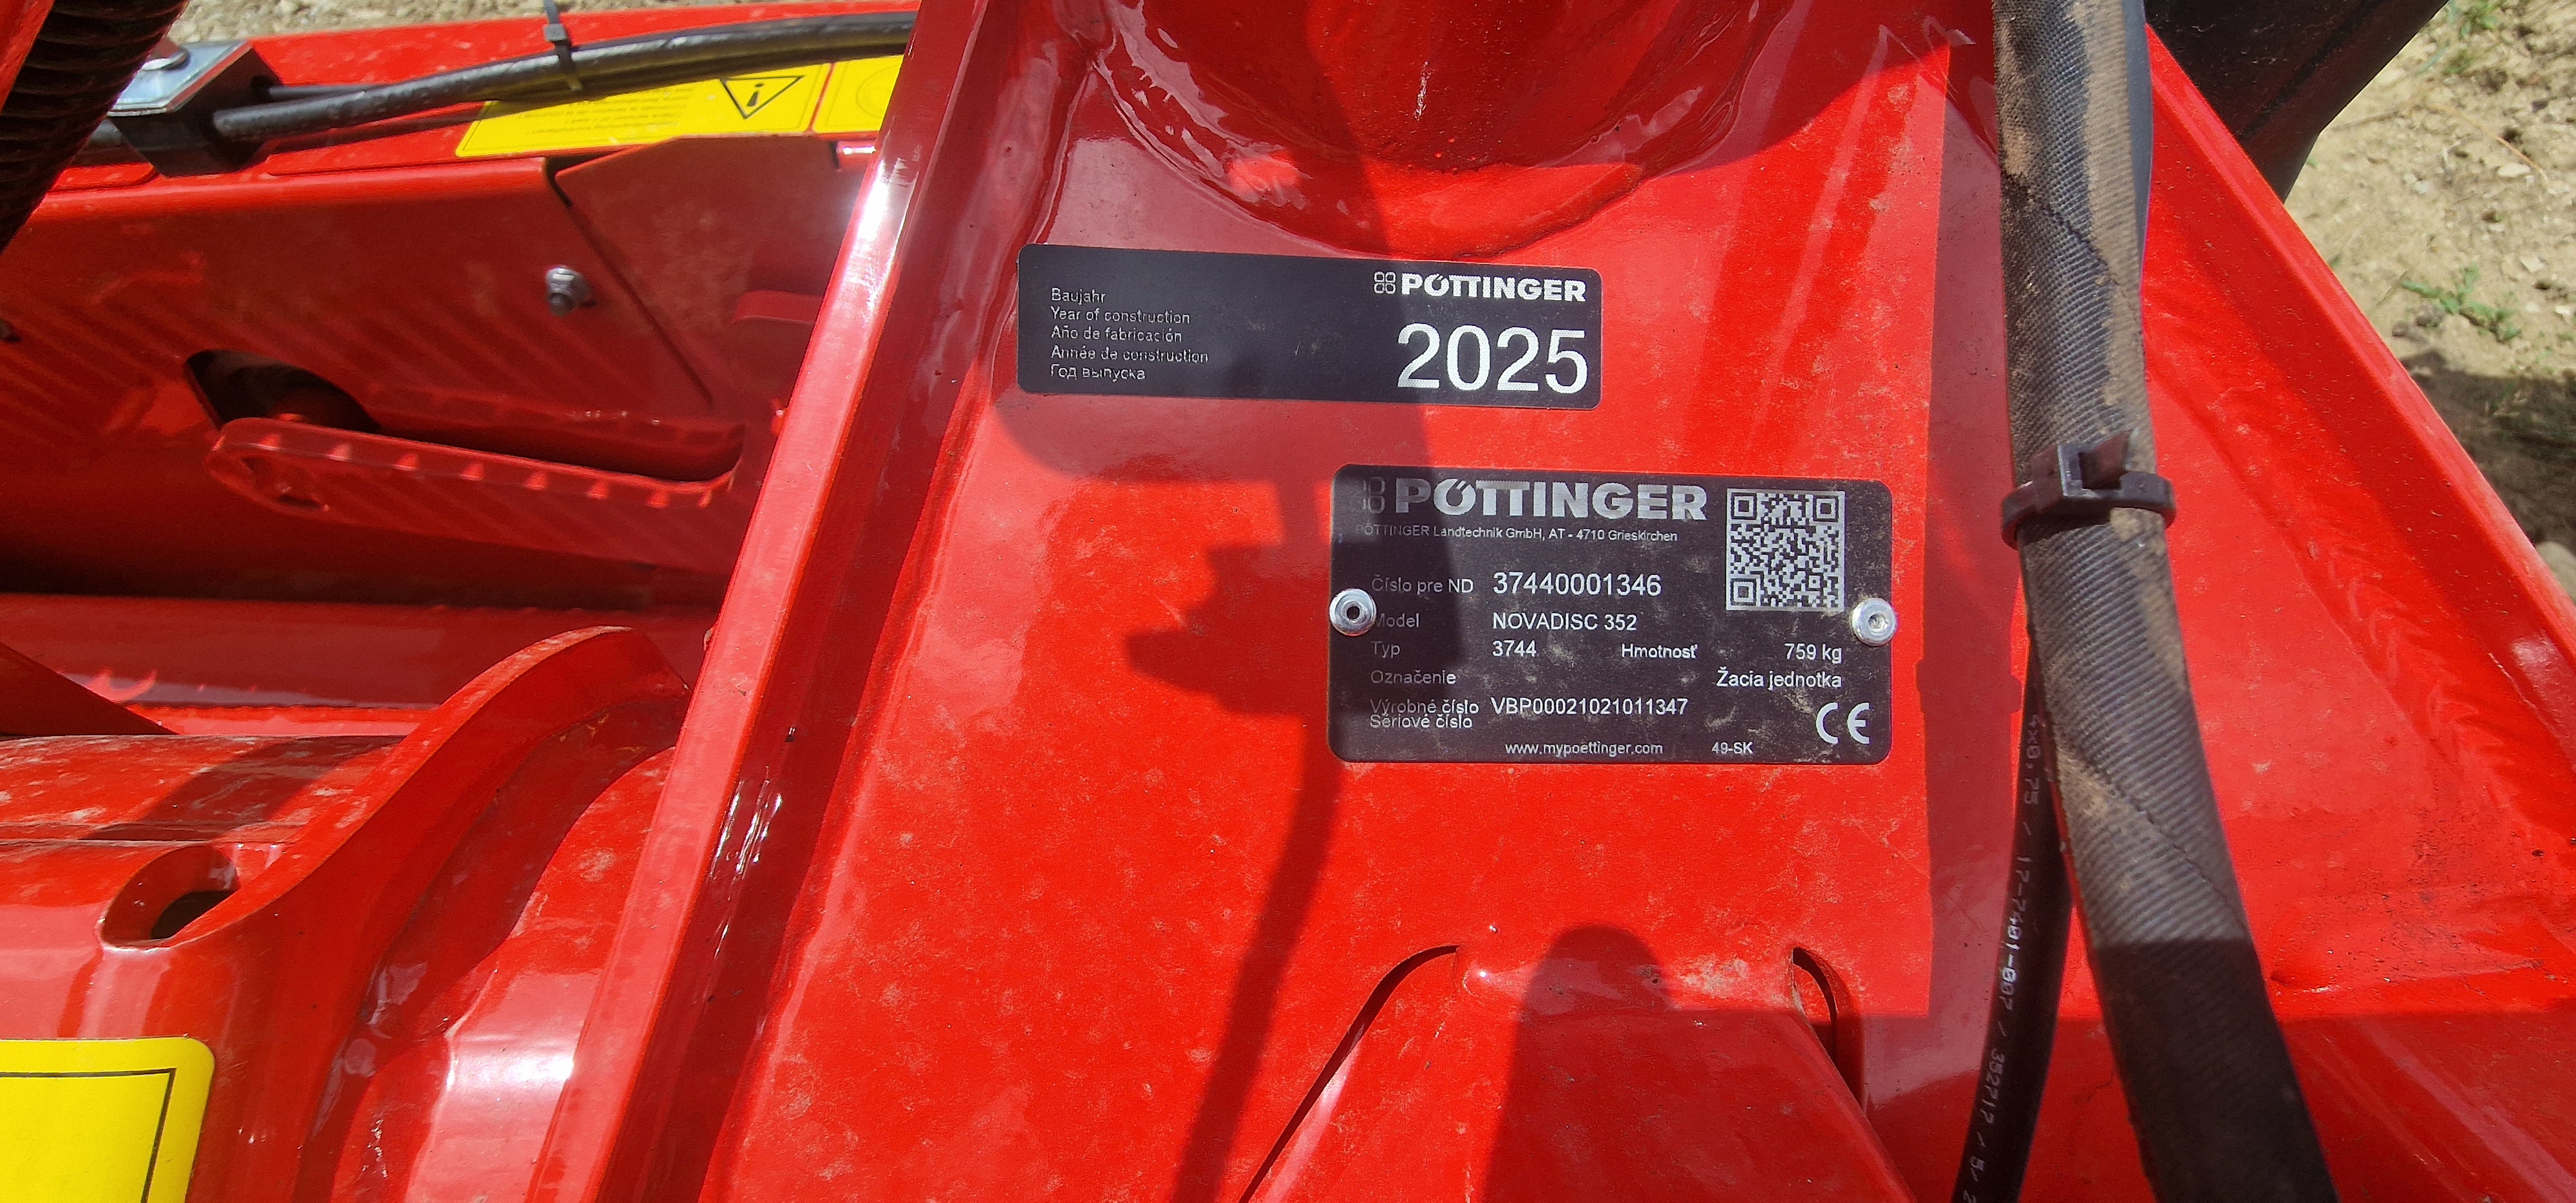 PÖTTINGER
Baujahr
Year of construction
Año de fabricación
Année de construction
Год выпуска
2025
PÖTTINGER
PÖTTINGER Landtechnik GmbH, AT - 4710 Grieskirchen
Číslo pre ND 37440001346
Model NOVADISC 352
Typ 3744 Hmotnosť 759 kg
Označenie Žacia jednotka
Výrobné číslo VBP00021021011347
Sériové číslo
CE
www.mypoettinger.com 49-SK